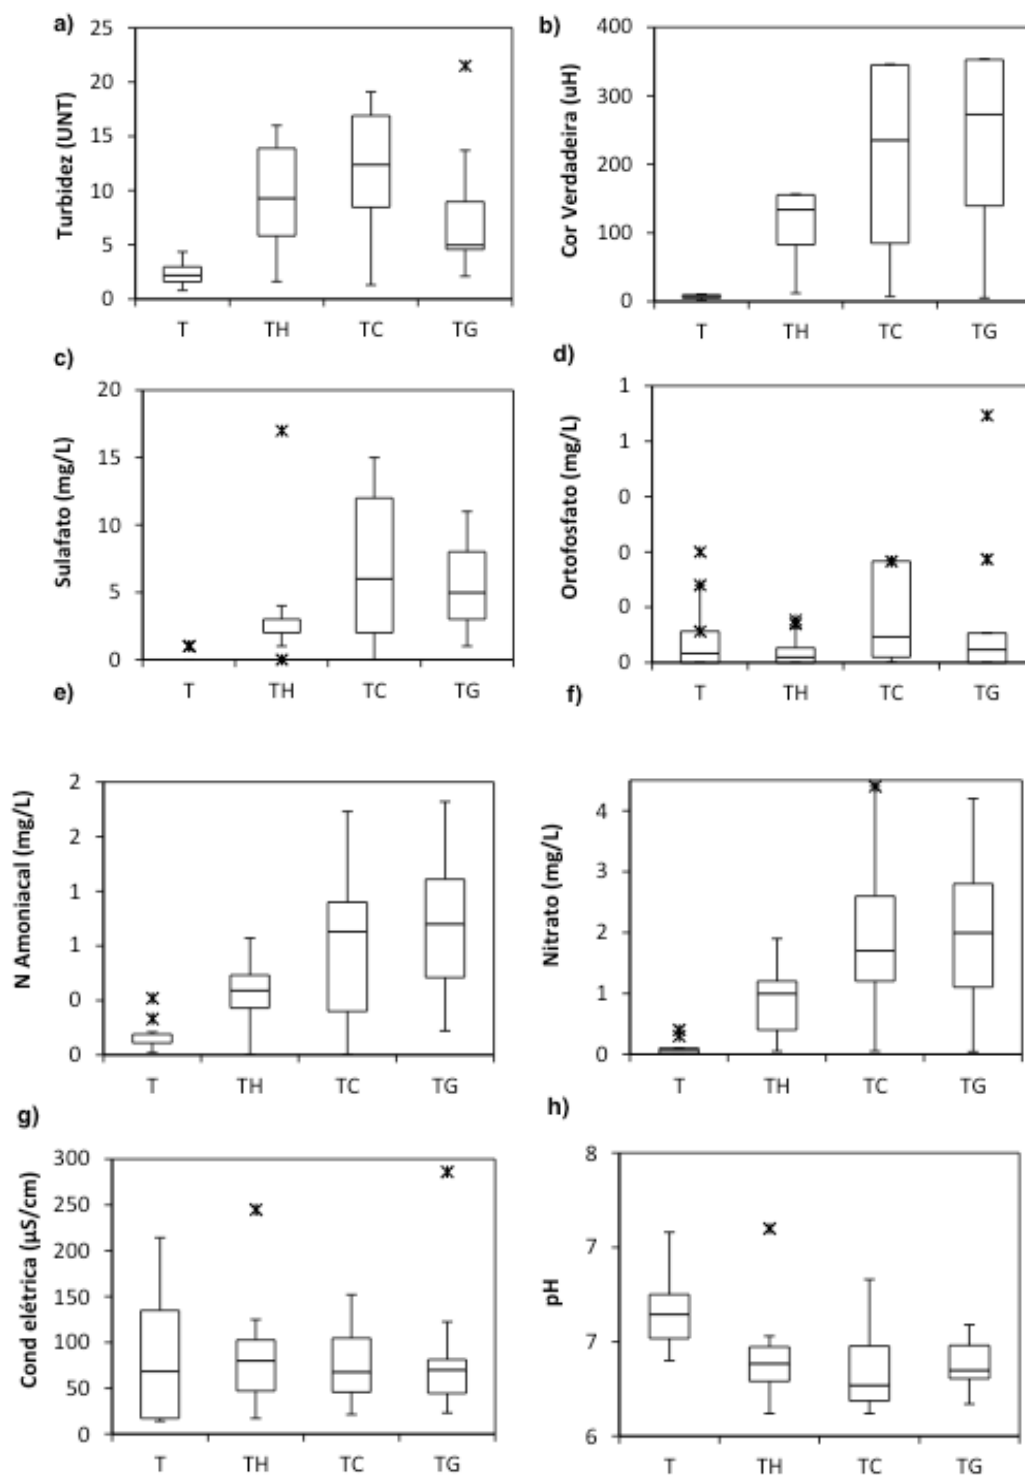 a)
b)
Turbidez (UNT)
25
20
15
10
5
0
T TH TC TG
Cor Verdadeira (uH)
400
300
200
100
0
T TH TC TG
c)
d)
Sulafato (mg/L)
20
15
10
5
0
T TH TC TG
Ortofosfato (mg/L)
1
1
0
0
0
0
T TH TC TG
e)
f)
N Amoniacal (mg/L)
2
2
1
1
0
0
T TH TC TG
Nitrato (mg/L)
4
3
2
1
0
T TH TC TG
g)
h)
Cond elétrica (µS/cm)
300
250
200
150
100
50
0
T TH TC TG
pH
8
7
7
6
T TH TC TG